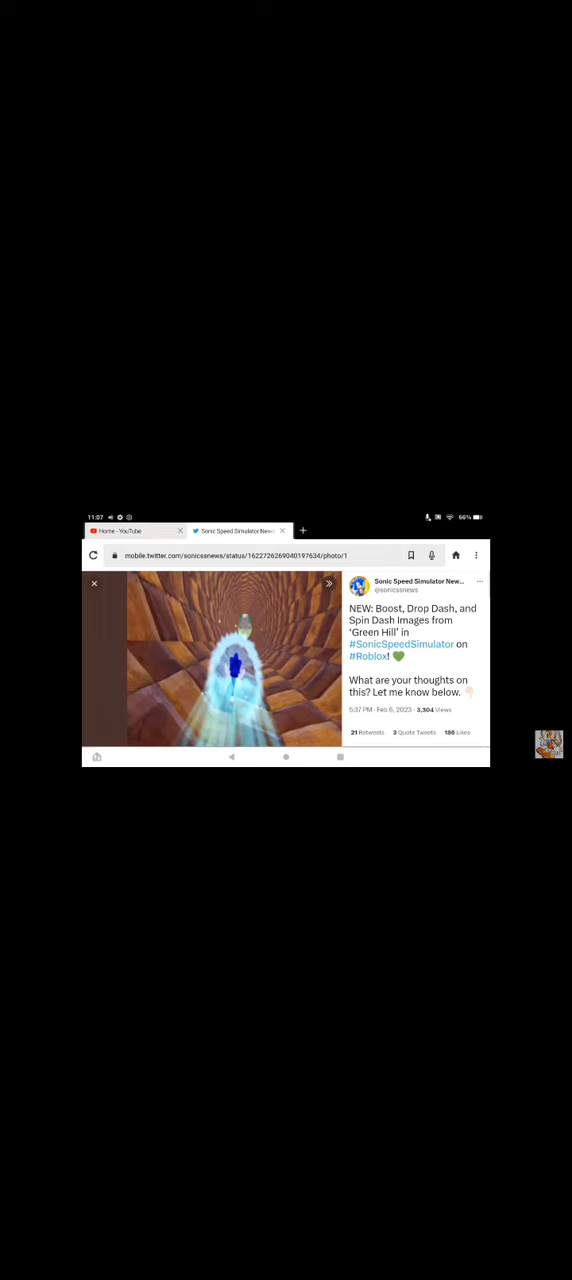 11:07
66%
Home - YouTube
Sonic Speed Simulator News
mobile.twitter.com/sonicssnews/status/1622726269040197634/photo/1
Sonic Speed Simulator New...
@sonicssnews
NEW: Boost, Drop Dash, and
Spin Dash Images from
‘Green Hill’ in
#SonicSpeedSimulator on
#Roblox! 💚
What are your thoughts on
this? Let me know below. 👇🏻
5:37 PM · Feb 6, 2023 · 3,304 Views
21 Retweets 3 Quote Tweets 186 Likes